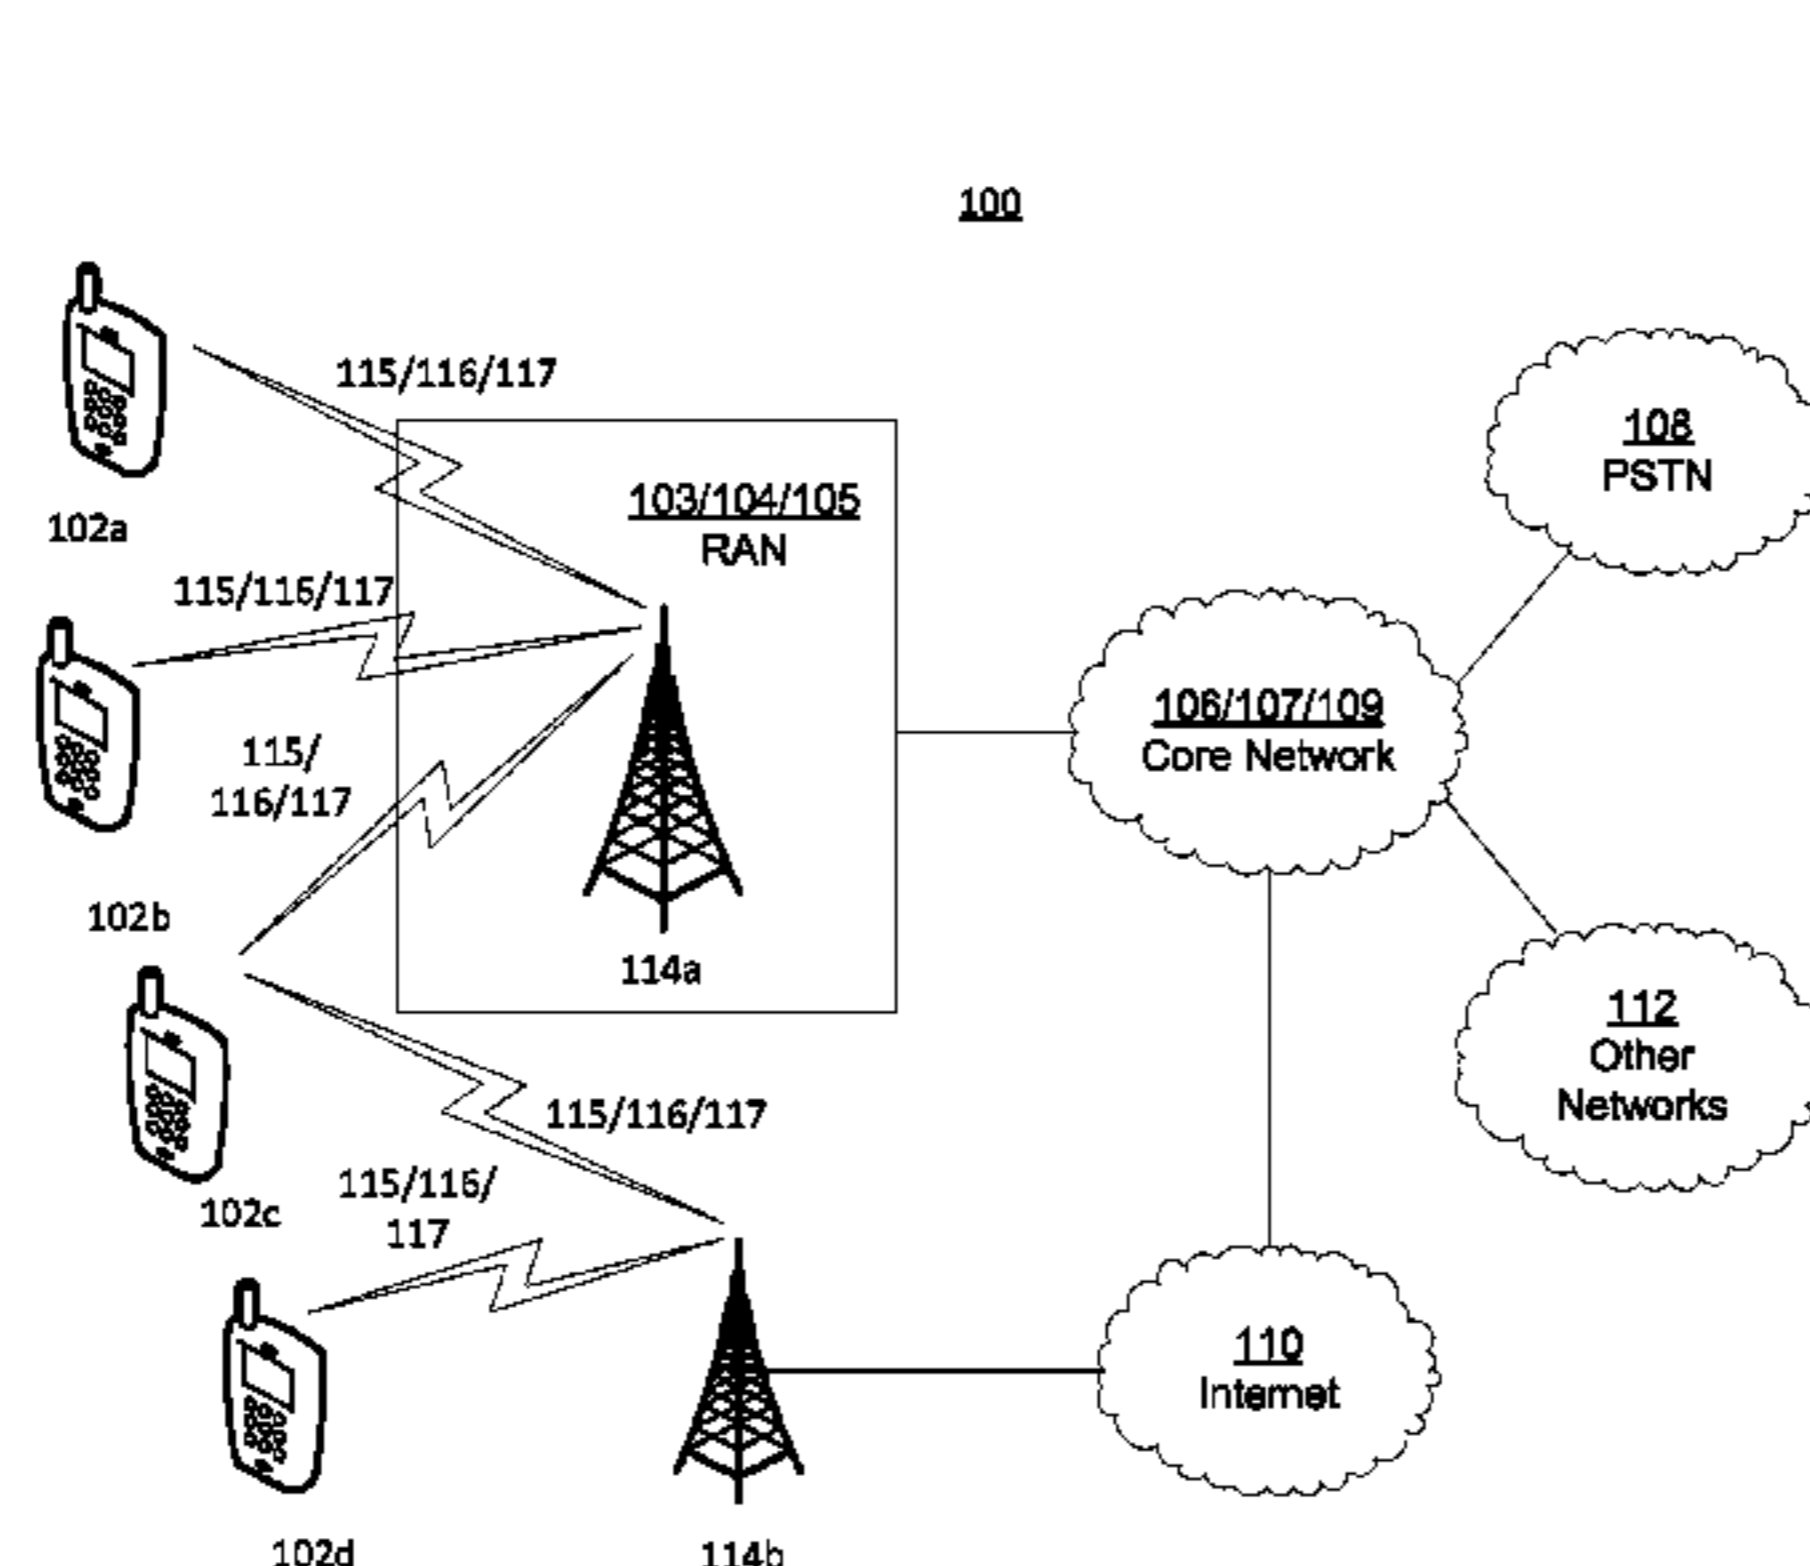 100
115/116/117
108
PSTN
103/104/105
RAN
102a
115/116/117
106/107/109
Core Network
115/
116/117
102b
114a
112
Other
Networks
115/116/117
115/116/
117
102c
110
Internet
102d
114b